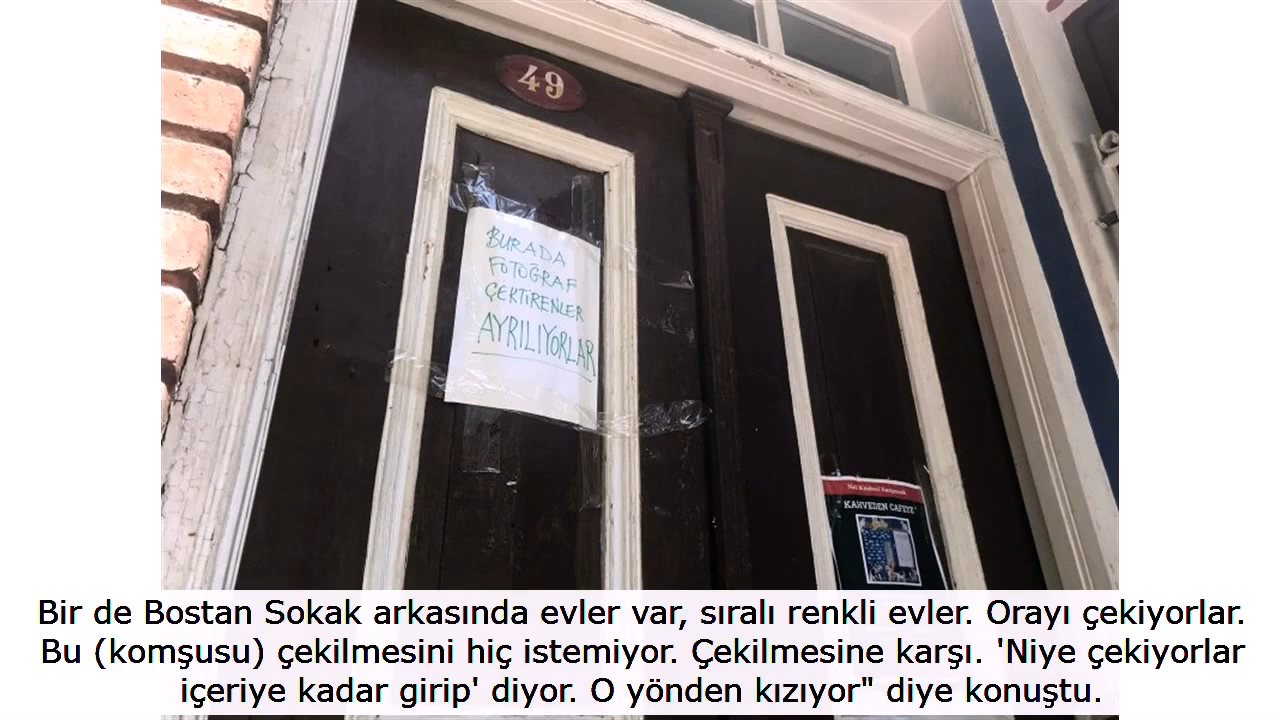 49
BURADA
FOTOĞRAF
ÇEKTİRENLER
AYRILIYORLAR
KAHVEDEN CAFEYE
Bir de Bostan Sokak arkasında evler var, sıralı renkli evler. Orayı çekiyorlar.
Bu (komşusu) çekilmesini hiç istemiyor. Çekilmesine karşı. 'Niye çekiyorlar
içeriye kadar girip' diyor. O yönden kızıyor" diye konuştu.